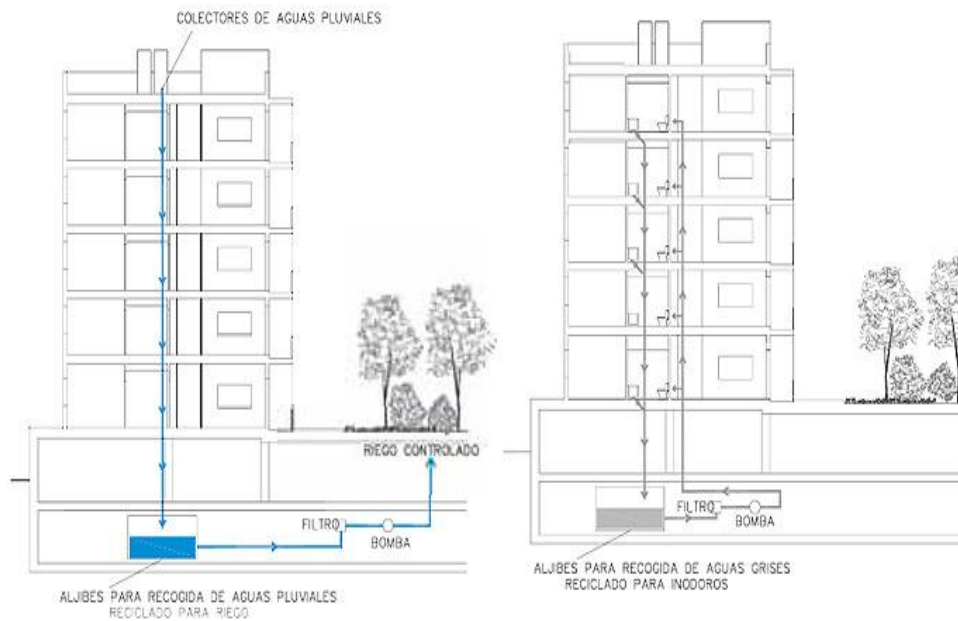 COLECTORES DE AGUAS PLUVIALES
RIEGO CONTROLADO
FILTRO
BOMBA
ALJIBES PARA RECOGIDA DE AGUAS PLUVIALES
RECICLADO PARA RIEGO
FILTRO
BOMBA
ALJIBES PARA RECOGIDA DE AGUAS GRISES
RECICLADO PARA INODOROS